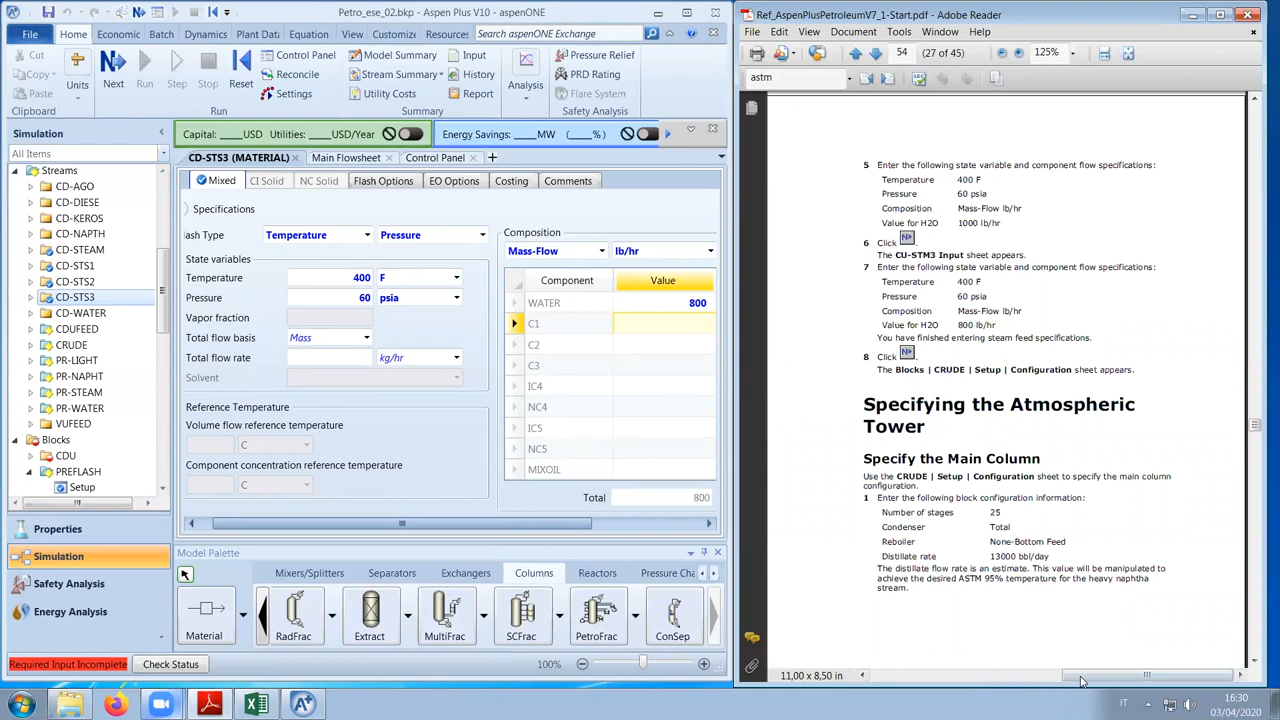 Petro_ese_02.bkp - Aspen Plus V10 - aspenONE
File
Home
Economic
Batch
Dynamics
Plant Data
Equation
View
Customize
Resources
Search aspenONE Exchange
Cut
Copy
Paste
Clipboard
Units
Next
Run
Step
Stop
Reset
Control Panel
Reconcile
Settings
Run
Model Summary
Input
Stream Summary
History
Utility Costs
Report
Summary
Analysis
Pressure Relief
PRD Rating
Flare System
Safety Analysis
Simulation
All Items
Capital: ____USD Utilities: ____USD/Year
Energy Savings: ____MW (____%)
CD-STS3 (MATERIAL)
Main Flowsheet
Control Panel
Streams
CD-AGO
CD-DIESE
CD-KEROS
CD-NAPTH
CD-STEAM
CD-STS1
CD-STS2
CD-STS3
CD-WATER
CDUFEED
CRUDE
PR-LIGHT
PR-NAPHT
PR-STEAM
PR-WATER
VUFEED
Blocks
CDU
PREFLASH
Setup
Properties
Simulation
Safety Analysis
Energy Analysis
Mixed
CI Solid
NC Solid
Flash Options
EO Options
Costing
Comments
Specifications
ash
Temperature
Pressure
State variables
Temperature 400 F
Pressure 60 psia
Vapor fraction
Total flow basis Mass
Total flow rate kg/hr
Solvent
Reference Temperature
Volume flow reference temperature
C
Component concentration reference temperature
C
Composition
Mass-Flow lb/hr
Component Value
WATER 800
C1
C2
C3
IC4
NC4
IC5
NC5
MIXOIL
Total 800
Model Palette
Mixers/Splitters
Separators
Exchangers
Columns
Reactors
Pressure Cha
Material
RadFrac
Extract
MultiFrac
SCFrac
PetroFrac
ConSep
Required Input Incomplete
Check Status
100%
Ref_AspenPlusPetroleumV7_1-Start.pdf - Adobe Reader
File Edit View Document Tools Window Help
54 (27 of 45) 125%
astm
5 Enter the following state variable and component flow specifications:
Temperature 400 F
Pressure 60 psia
Composition Mass-Flow lb/hr
Value for H2O 1000 lb/hr
6 Click N> .
The CU-STM3 Input sheet appears.
7 Enter the following state variable and component flow specifications:
Temperature 400 F
Pressure 60 psia
Composition Mass-Flow lb/hr
Value for H2O 800 lb/hr
You have finished entering steam feed specifications.
8 Click N> .
The Blocks | CRUDE | Setup | Configuration sheet appears.
Specifying the Atmospheric
Tower
Specify the Main Column
Use the CRUDE | Setup | Configuration sheet to specify the main column
configuration.
1 Enter the following block configuration information:
Number of stages 25
Condenser Total
Reboiler None-Bottom Feed
Distillate rate 13000 bbl/day
The distillate flow rate is an estimate. This value will be manipulated to
achieve the desired ASTM 95% temperature for the heavy naphtha
stream.
11,00 x 8,50 in
IT
16:30
03/04/2020